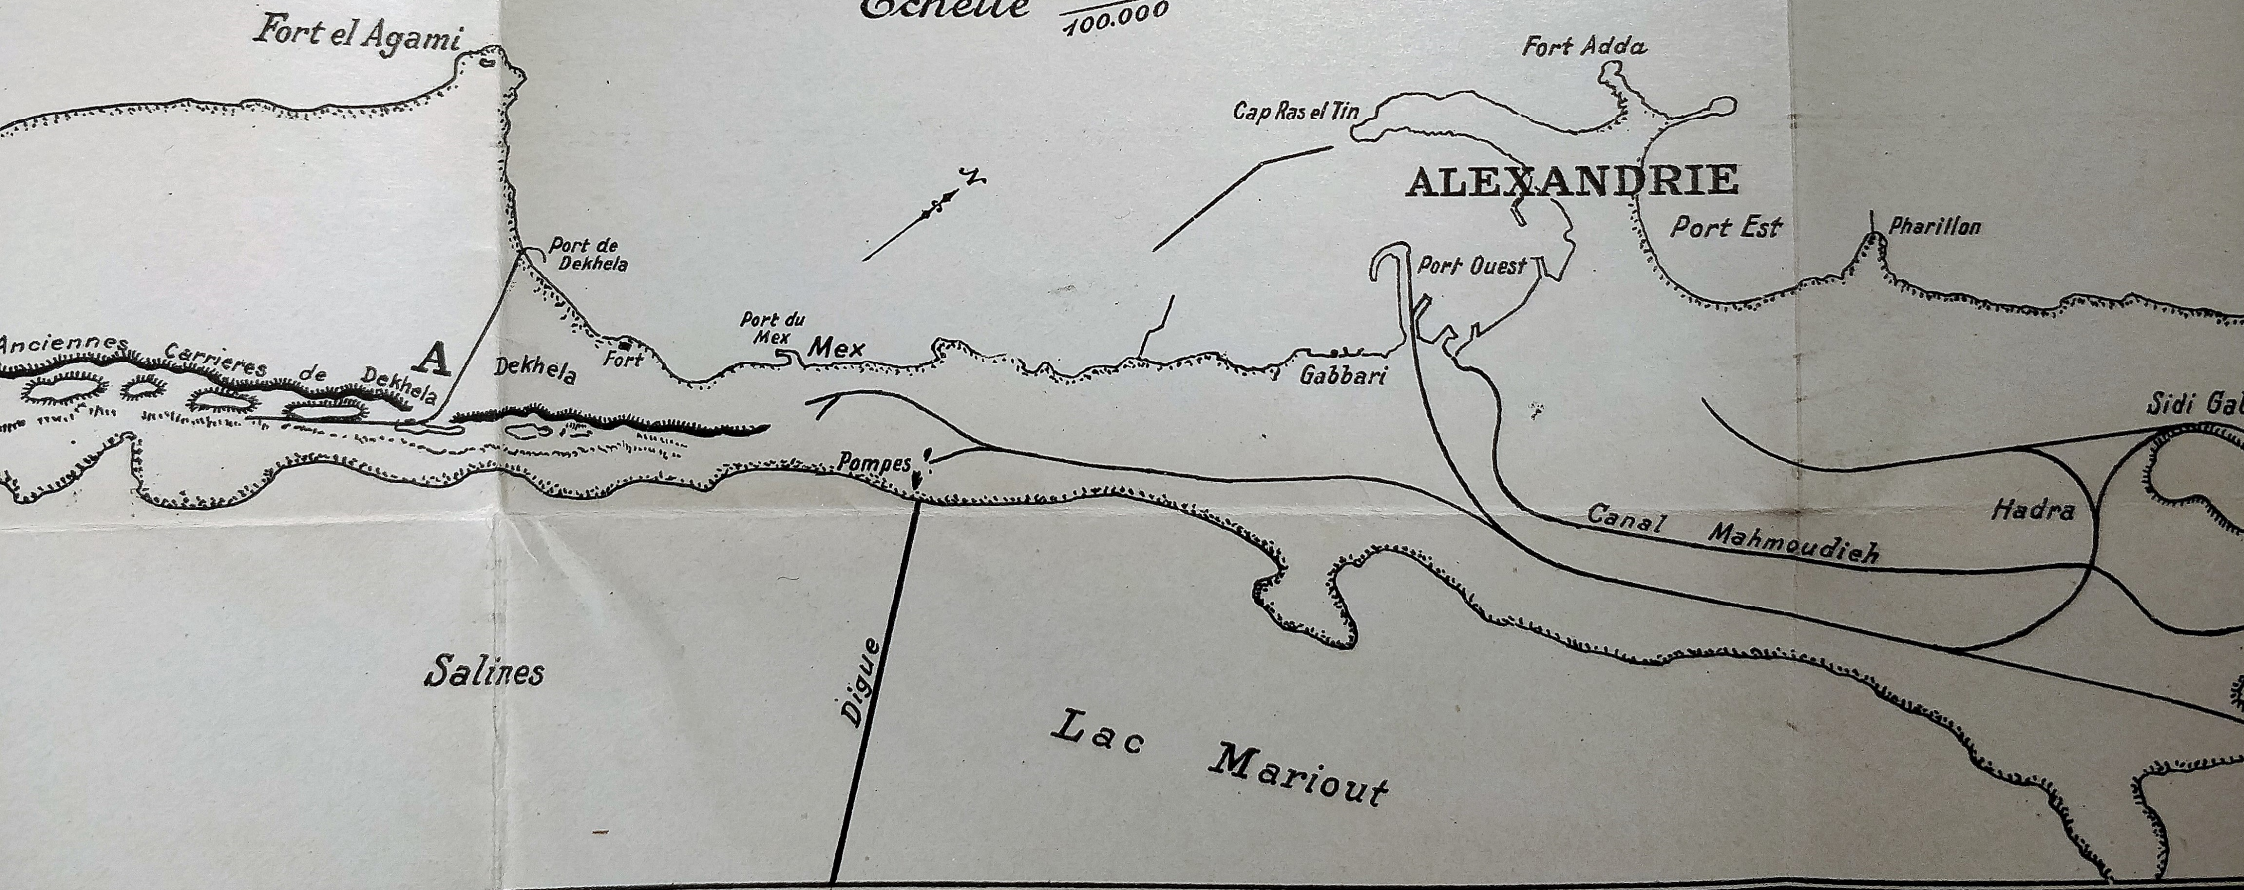 Echelle
100.000
Fort el Agami
Fort Adda
Cap Ras el Tin
N
ALEXANDRIE
Port Est
Pharillon
Port de
Dekhela
Port Ouest
Port du
Mex
Mex
Anciennes Carrieres de Dekhela
A
Dekhela
Fort
Gabbari
Sidi Gab
Pompes
Hadra
Canal Mahmoudieh
Salines
Digue
Lac Mariout